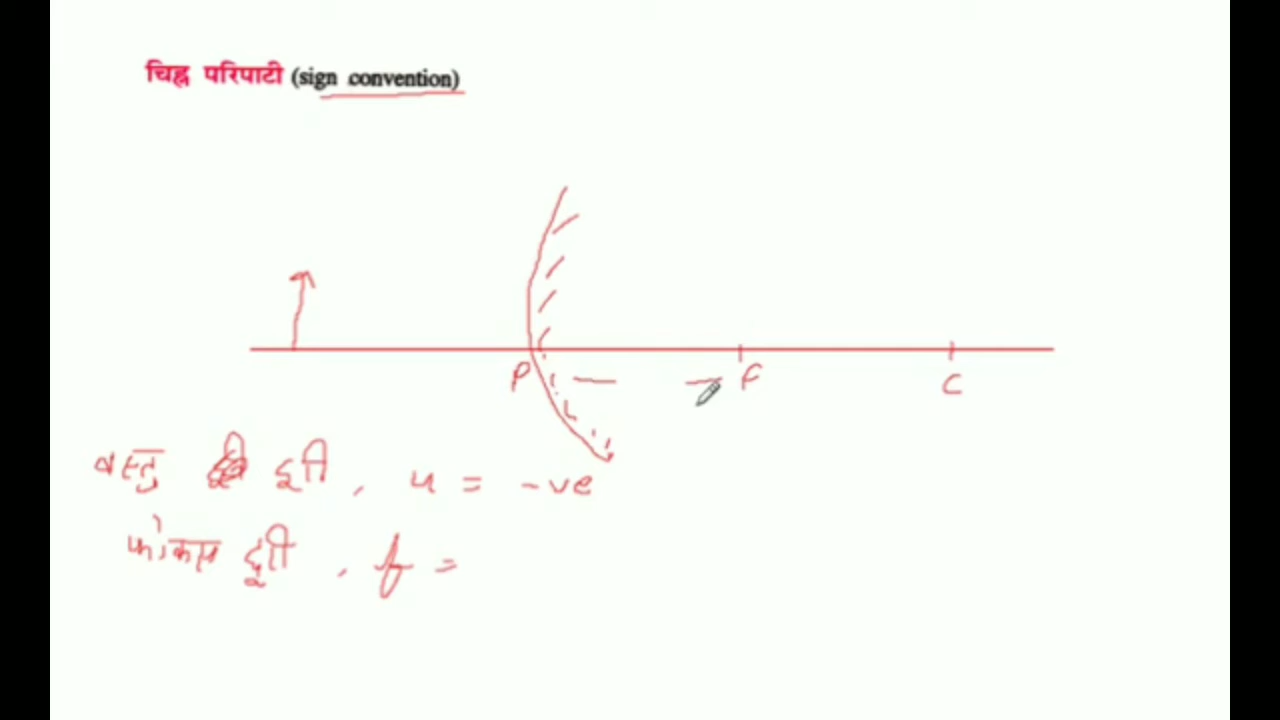 चिह्न परिपाटी (sign convention)
P F C
वस्तु दूरी, u = -ve
फोकस दूरी, f =